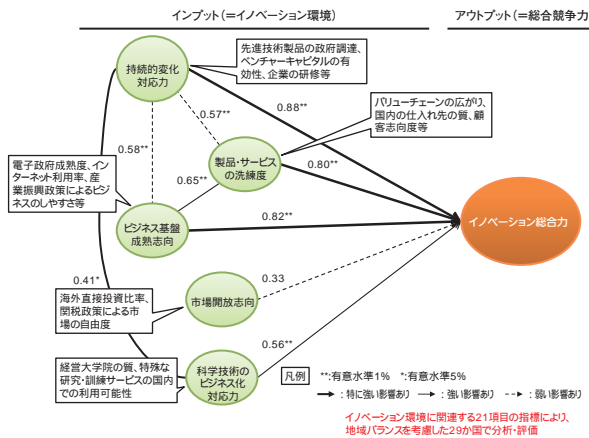 インプット(=イノベーション環境)
アウトプット(=総合競争力
持続的変化
対応力
先進技術製品の政府調達、
ベンチャーキャピタルの有
効性、企業の研修等
0.88**
0.57**
バリューチェーンの広がり、
国内の仕入れ先の質、顧
客志向度等
0.58**
製品・サービス
の洗練度
0.80**
電子政府成熟度、イン
ターネット利用率、産
業振興政策によるビジ
ネスのしやすさ等
0.65**
ビジネス基盤
成熟志向
0.82**
イノベーション総合力
0.41*
0.33
海外直接投資比率、
関税政策による市
場の自由度
市場開放志向
0.56**
経営大学院の質、特殊な
研究・訓練サービスの国内
での利用可能性
科学技術の
ビジネス化
対応力
凡例
**:有意水準1% *:有意水準5%
:特に強い影響あり
:強い影響あり
:弱い影響あり
イノベーション環境に関連する21項目の指標により、
地域バランスを考慮した29か国で分析・評価